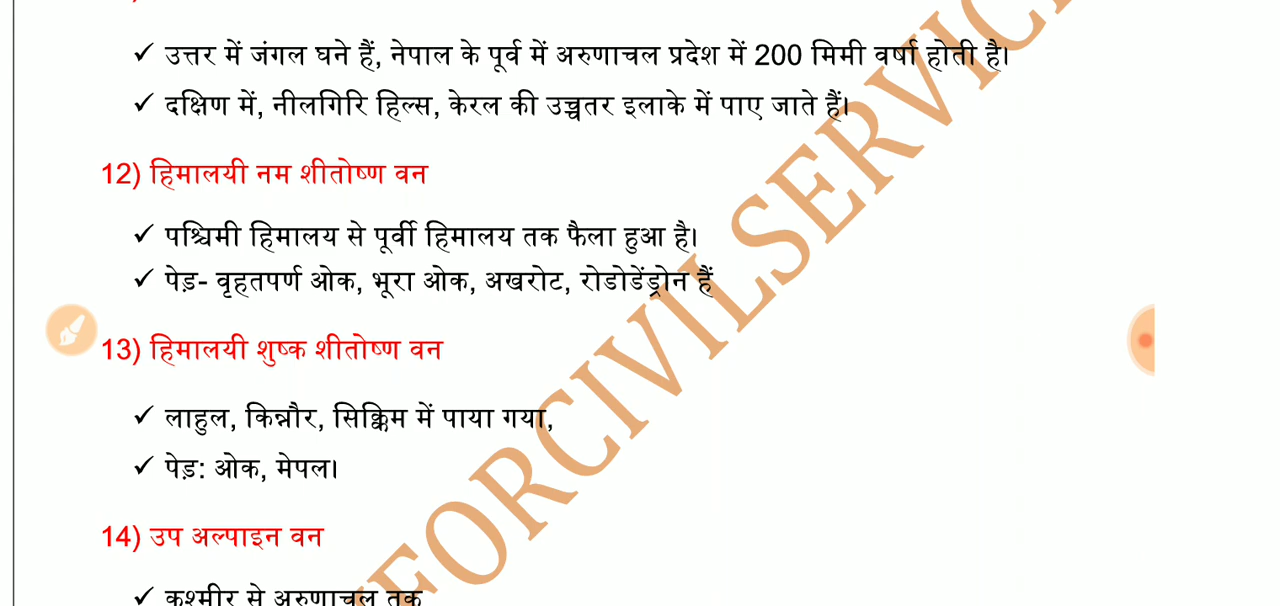 ✓ उत्तर में जंगल घने हैं, नेपाल के पूर्व में अरुणाचल प्रदेश में 200 मिमी वर्षा होती है।
✓ दक्षिण में, नीलगिरि हिल्स, केरल की उच्चतर इलाके में पाए जाते हैं।
12) हिमालयी नम शीतोष्ण वन
✓ पश्चिमी हिमालय से पूर्वी हिमालय तक फैला हुआ है।
✓ पेड़- वृहतपर्ण ओक, भूरा ओक, अखरोट, रोडोडेंड्रोन हैं
13) हिमालयी शुष्क शीतोष्ण वन
✓ लाहुल, किन्नौर, सिक्किम में पाया गया,
✓ पेड़: ओक, मेपल।
14) उप अल्पाइन वन
✓ कश्मीर से अरुणाचल तक
FORCIVILSERVIC